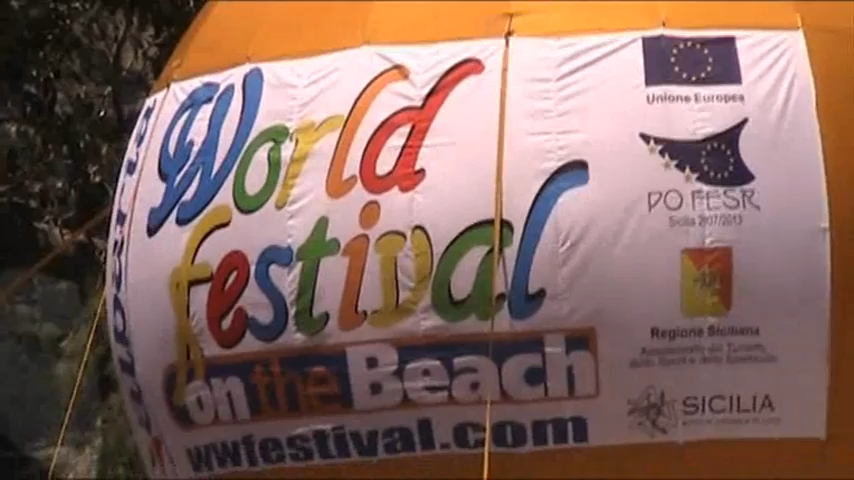 World
festival
on the Beach
wwfestival.com
Unione Europea
PO FESR
Sicilia 2007/2013
Regione Siciliana
Assessorato del Turismo,
dello Sport e dello Spettacolo
SICILIA